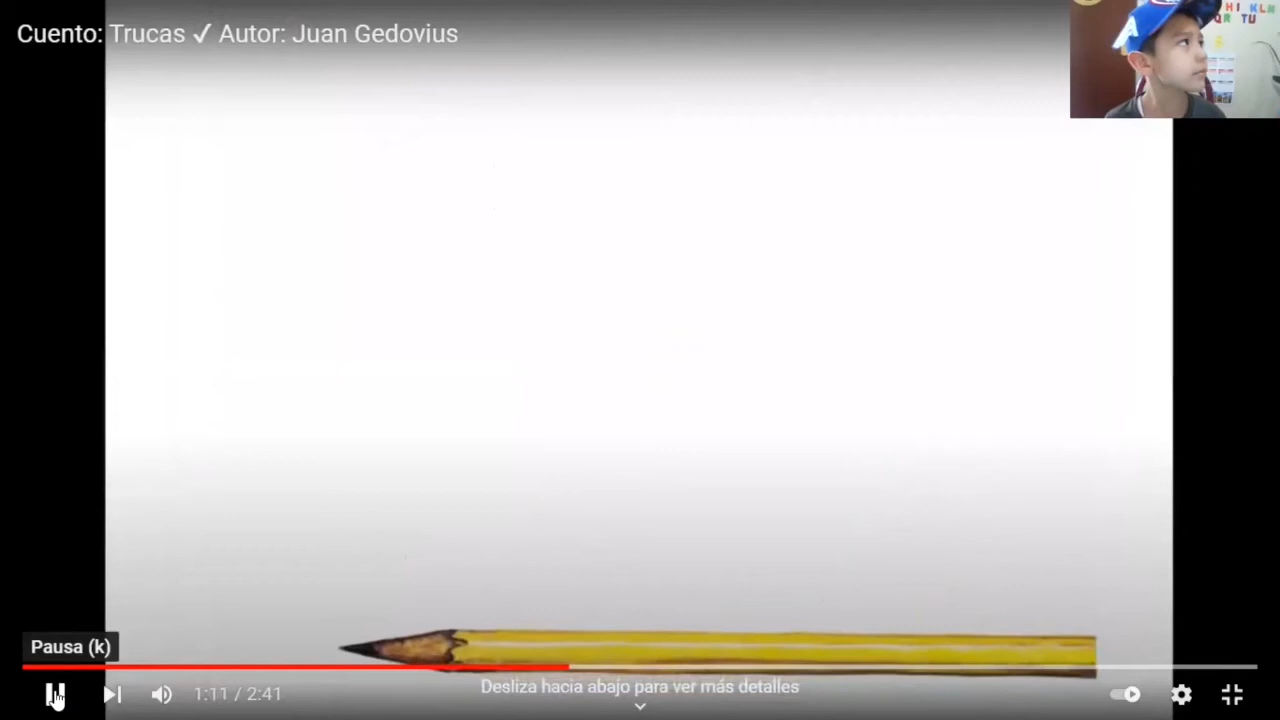 Cuento: Trucas ✓ Autor: Juan Gedovius
H I K L N
Q R T U
Pausa (k)
1:11 / 2:41
Desliza hacia abajo para ver más detalles